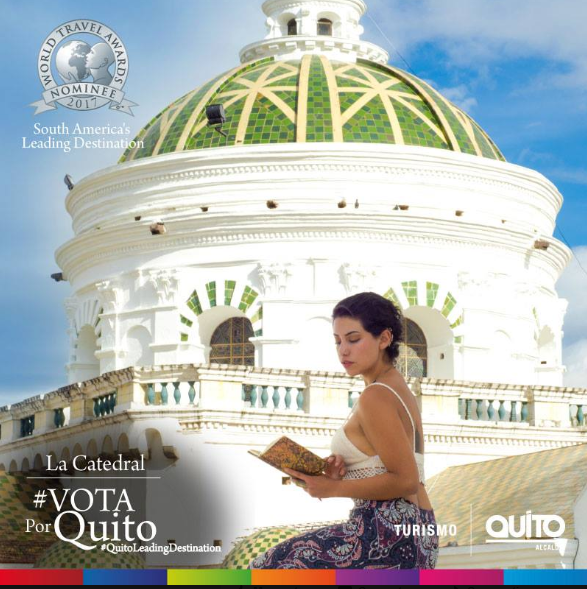 WORLD TRAVEL AWARDS
NOMINEE
2017
South America's
Leading Destination
La Catedral
#VOTA
Por Quito
#QuitoLeadingDestination
TURISMO
QUITO